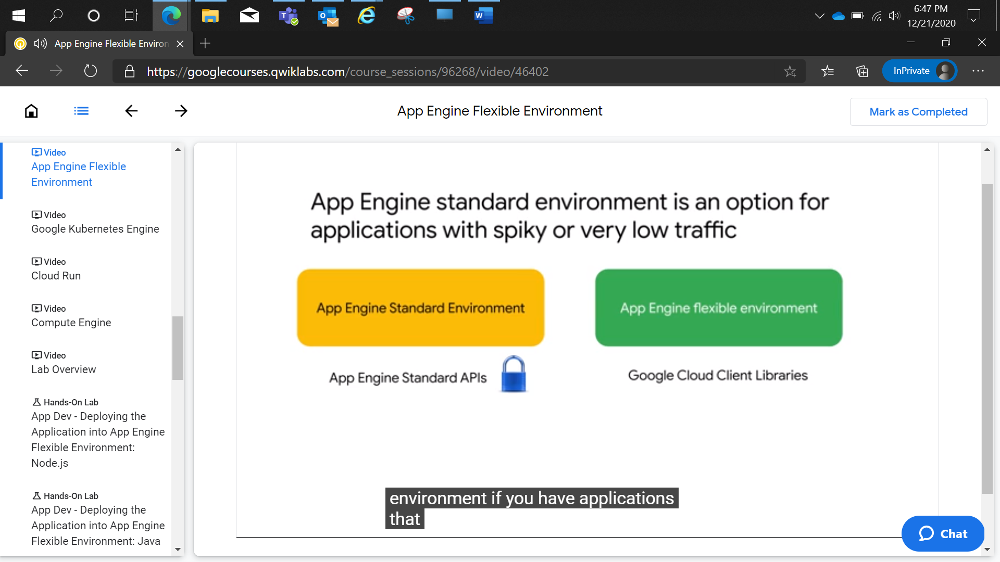 6:47 PM
12/21/2020
App Engine Flexible Environ
https://googlecourses.qwiklabs.com/course_sessions/96268/video/46402
InPrivate
App Engine Flexible Environment
Mark as Completed
Video
App Engine Flexible
Environment
Video
Google Kubernetes Engine
Video
Cloud Run
Video
Compute Engine
Video
Lab Overview
Hands-On Lab
App Dev - Deploying the
Application into App Engine
Flexible Environment:
Node.js
Hands-On Lab
App Dev - Deploying the
Application into App Engine
Flexible Environment: Java
App Engine standard environment is an option for
applications with spiky or very low traffic
App Engine Standard Environment
App Engine flexible environment
App Engine Standard APIs
Google Cloud Client Libraries
environment if you have applications
that
Chat